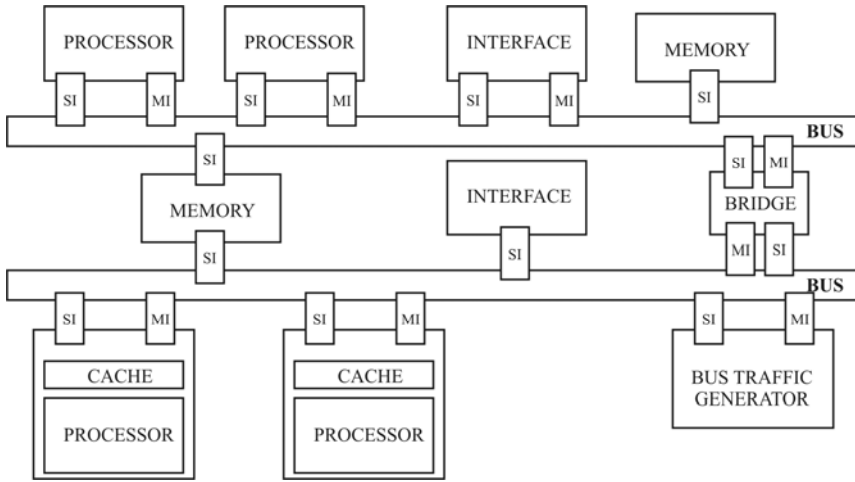 PROCESSOR
PROCESSOR
INTERFACE
MEMORY
SI
MI
SI
MI
SI
MI
SI
BUS
SI
SI
MI
MEMORY
INTERFACE
BRIDGE
SI
SI
MI
SI
BUS
SI
MI
SI
MI
SI
MI
CACHE
CACHE
BUS TRAFFIC
GENERATOR
PROCESSOR
PROCESSOR